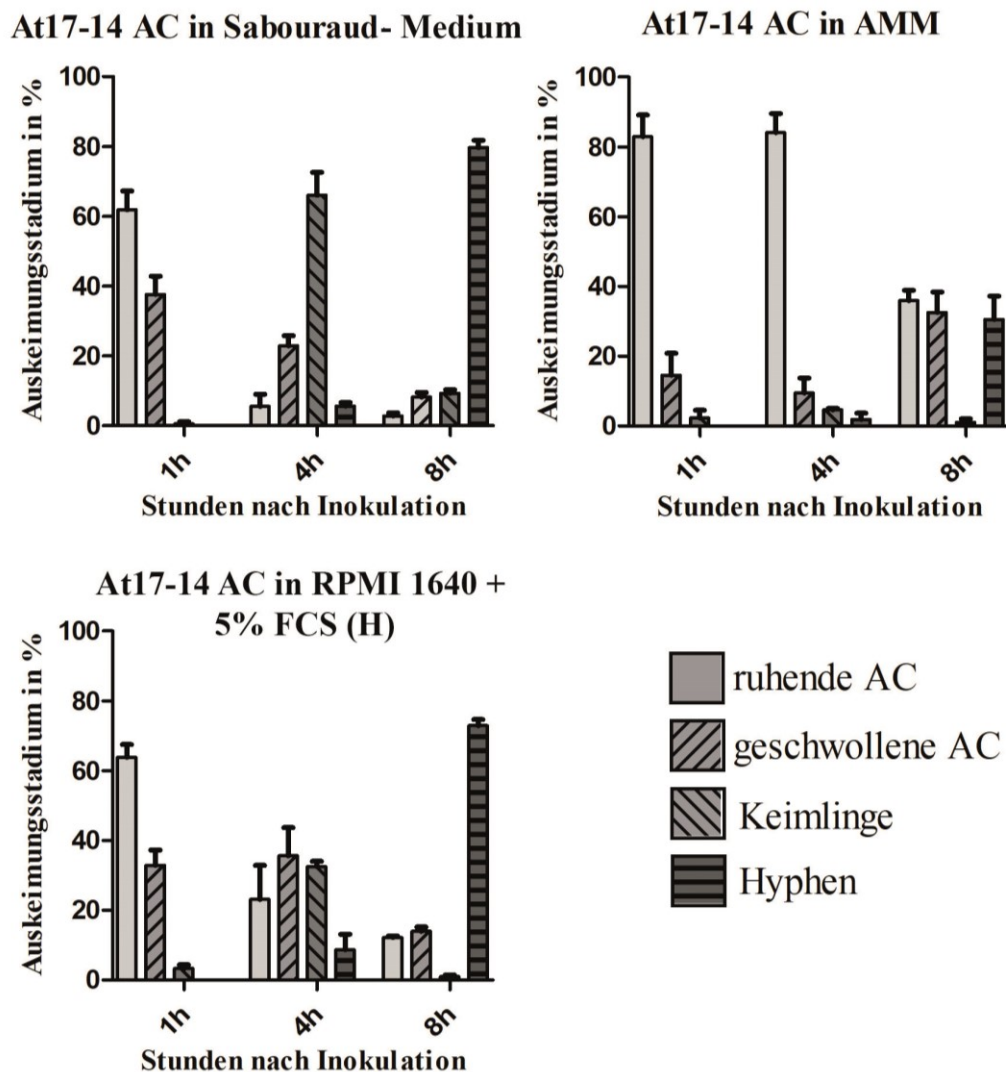 At17-14 AC in Sabouraud- Medium
Auskeimungsstadium in %
100
80
60
40
20
0
1h
4h
8h
Stunden nach Inokulation
At17-14 AC in AMM
Auskeimungsstadium in %
100
80
60
40
20
0
1h
4h
8h
Stunden nach Inokulation
At17-14 AC in RPMI 1640 +
5% FCS (H)
Auskeimungsstadium in %
100
80
60
40
20
0
1h
4h
8h
Stunden nach Inokulation
ruhende AC
geschwollene AC
Keimlinge
Hyphen